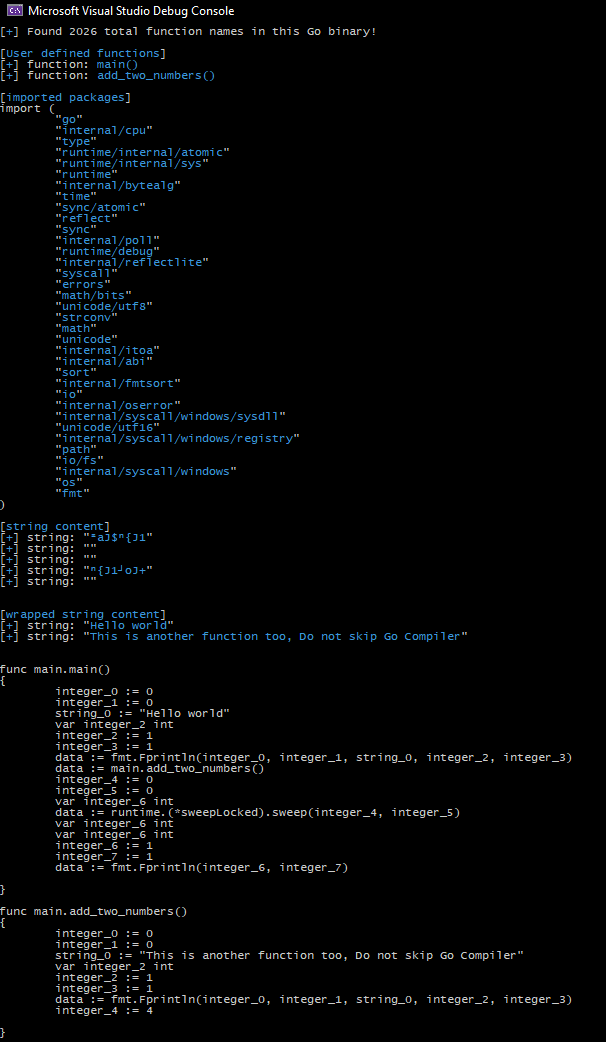 Microsoft Visual Studio Debug Console
[+] Found 2026 total function names in this Go binary!
[User defined functions]
[+] function: main()
[+] function: add_two_numbers()
[imported packages]
import (
"go"
"internal/cpu"
"type"
"runtime/internal/atomic"
"runtime/internal/sys"
"runtime"
"internal/bytealg"
"time"
"sync/atomic"
"reflect"
"sync"
"internal/poll"
"runtime/debug"
"internal/reflectlite"
"syscall"
"errors"
"math/bits"
"unicode/utf8"
"strconv"
"math"
"unicode"
"internal/itoa"
"internal/abi"
"sort"
"internal/fmtsort"
"io"
"internal/oserror"
"internal/syscall/windows/sysdll"
"unicode/utf16"
"internal/syscall/windows/registry"
"path"
"io/fs"
"internal/syscall/windows"
"os"
"fmt"
)
[string content]
[+] string:
[+] string: ""
[+] string: ""
[+] string: "ⁿ{J1┘oJ+"
[+] string: ""
[wrapped string content]
[+] string: "Hello world"
[+] string: "This is another function too, Do not skip Go Compiler"
func main.main()
{
integer_0 := 0
integer_1 := 0
string_0 := "Hello world"
var integer_2 int
integer_2 := 1
integer_3 := 1
data := fmt.Fprintln(integer_0, integer_1, string_0, integer_2, integer_3)
data := main.add_two_numbers()
integer_4 := 0
integer_5 := 0
var integer_6 int
data := runtime.(*sweepLocked).sweep(integer_4, integer_5)
var integer_6 int
var integer_6 int
integer_6 := 1
integer_7 := 1
data := fmt.Fprintln(integer_6, integer_7)
}
func main.add_two_numbers()
{
integer_0 := 0
integer_1 := 0
string_0 := "This is another function too, Do not skip Go Compiler"
var integer_2 int
integer_2 := 1
integer_3 := 1
data := fmt.Fprintln(integer_0, integer_1, string_0, integer_2, integer_3)
integer_4 := 4
}